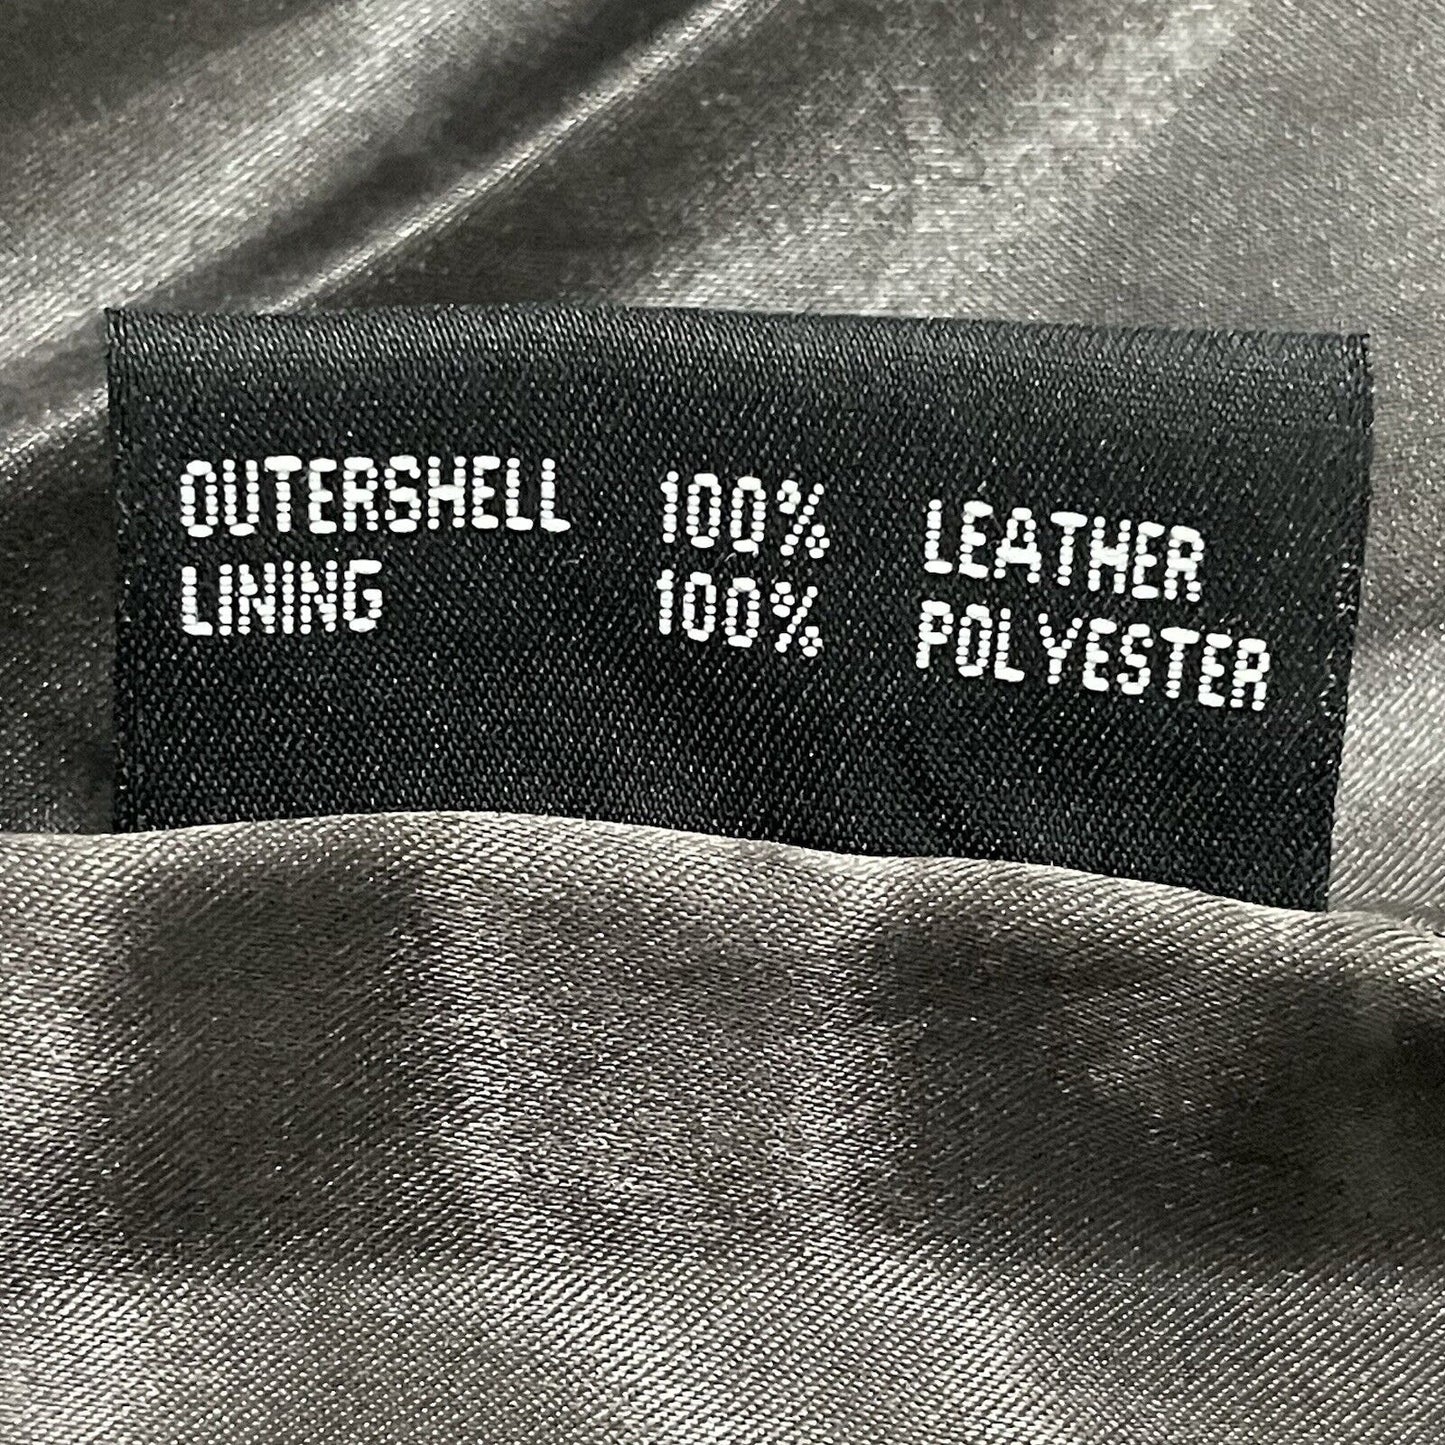 OUTERSHELL 100% LEATHER
LINING 100% POLYESTER